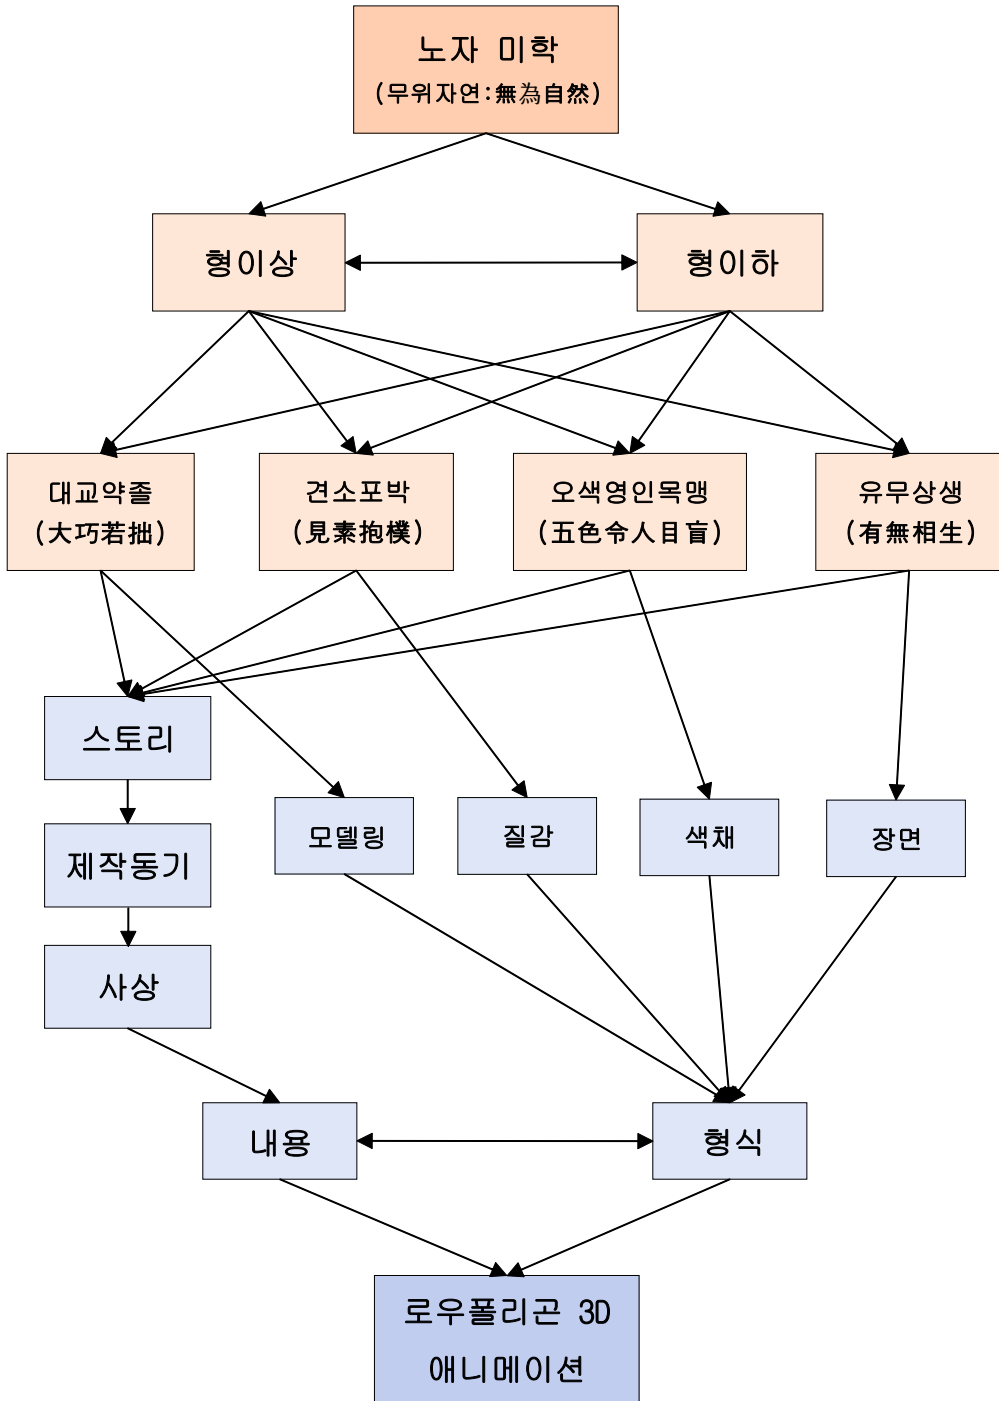 노자 미학
(무위자연:無為自然)
형이상
형이하
대교약졸
(大巧若拙)
견소포박
(見素抱樸)
오색영인목맹
(五色令人目盲)
유무상생
(有無相生)
스토리
제작동기
사상
모델링
질감
색채
장면
내용
형식
로우폴리곤 3D
애니메이션